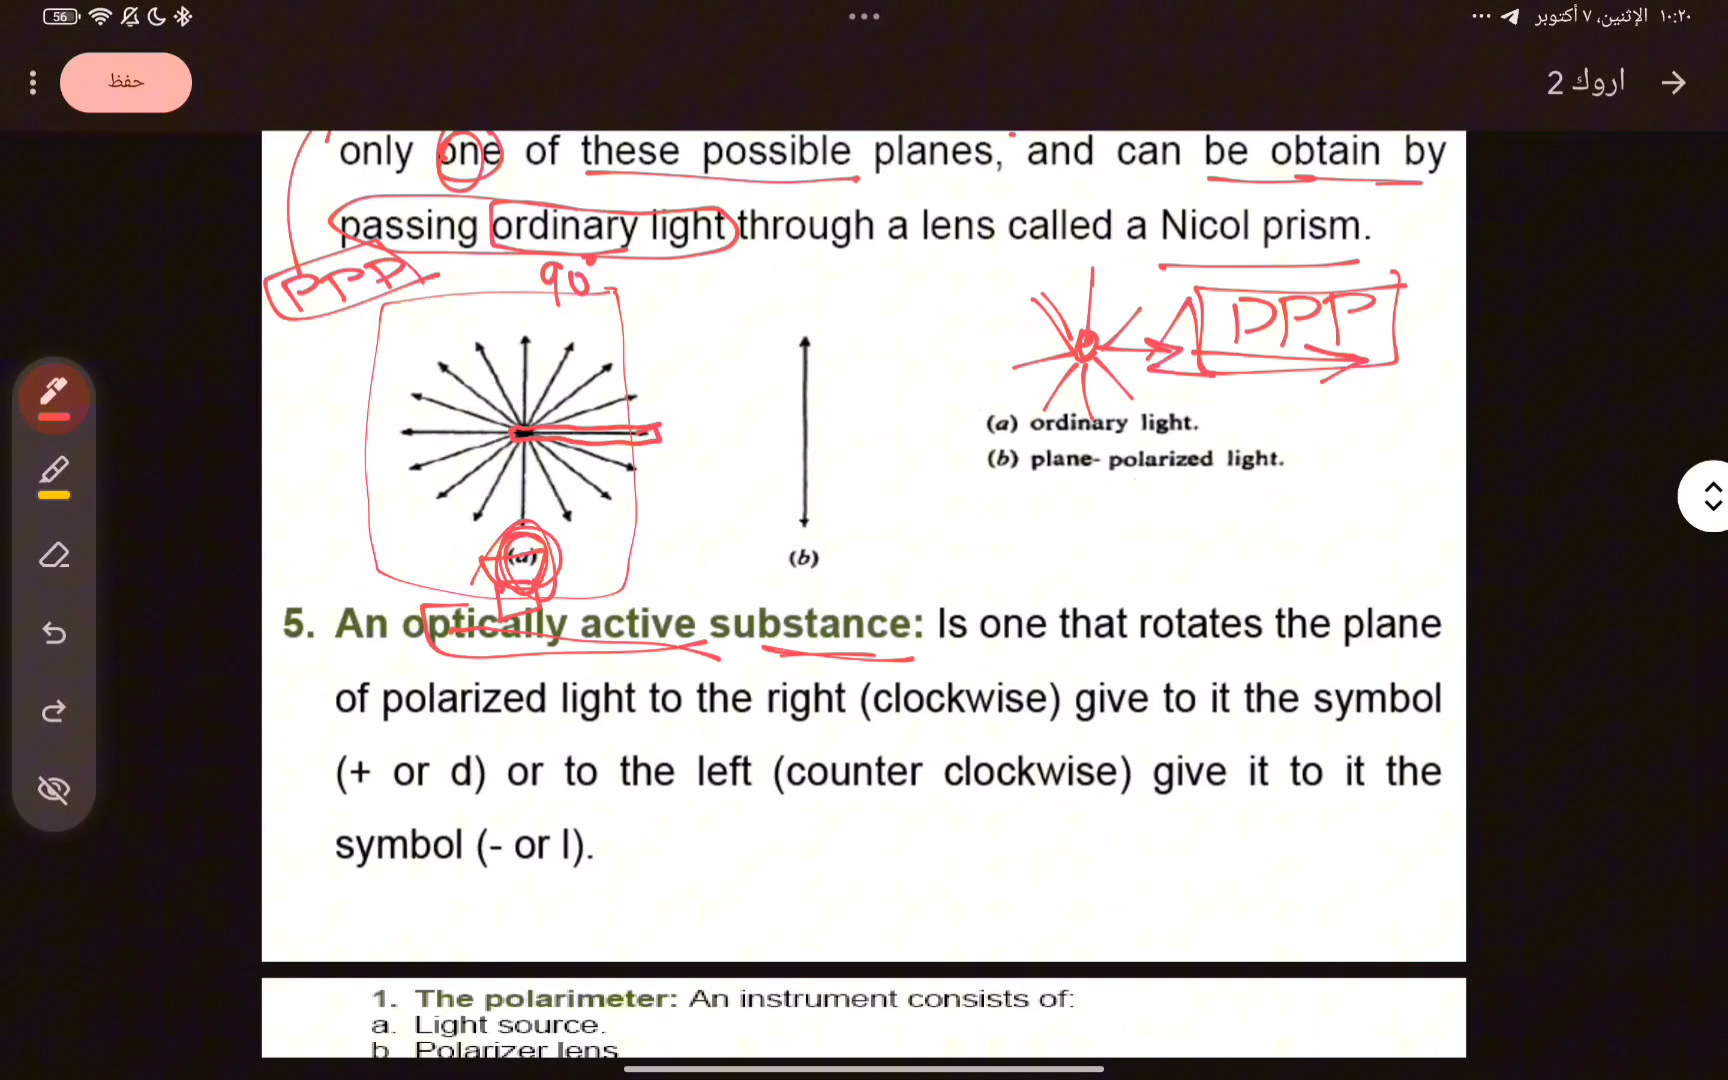 56
١٠:٢٠ الإثنين، ٧ أكتوبر
حفظ
اروك 2
only one of these possible planes, and can be obtain by
passing ordinary light through a lens called a Nicol prism.
PPP
90°
PPP
(a) ordinary light.
(b) plane- polarized light.
(a)
(b)
5. An optically active substance: Is one that rotates the plane
of polarized light to the right (clockwise) give to it the symbol
(+ or d) or to the left (counter clockwise) give it to it the
symbol (- or l).
1. The polarimeter: An instrument consists of:
a. Light source.
b Polarizer lens